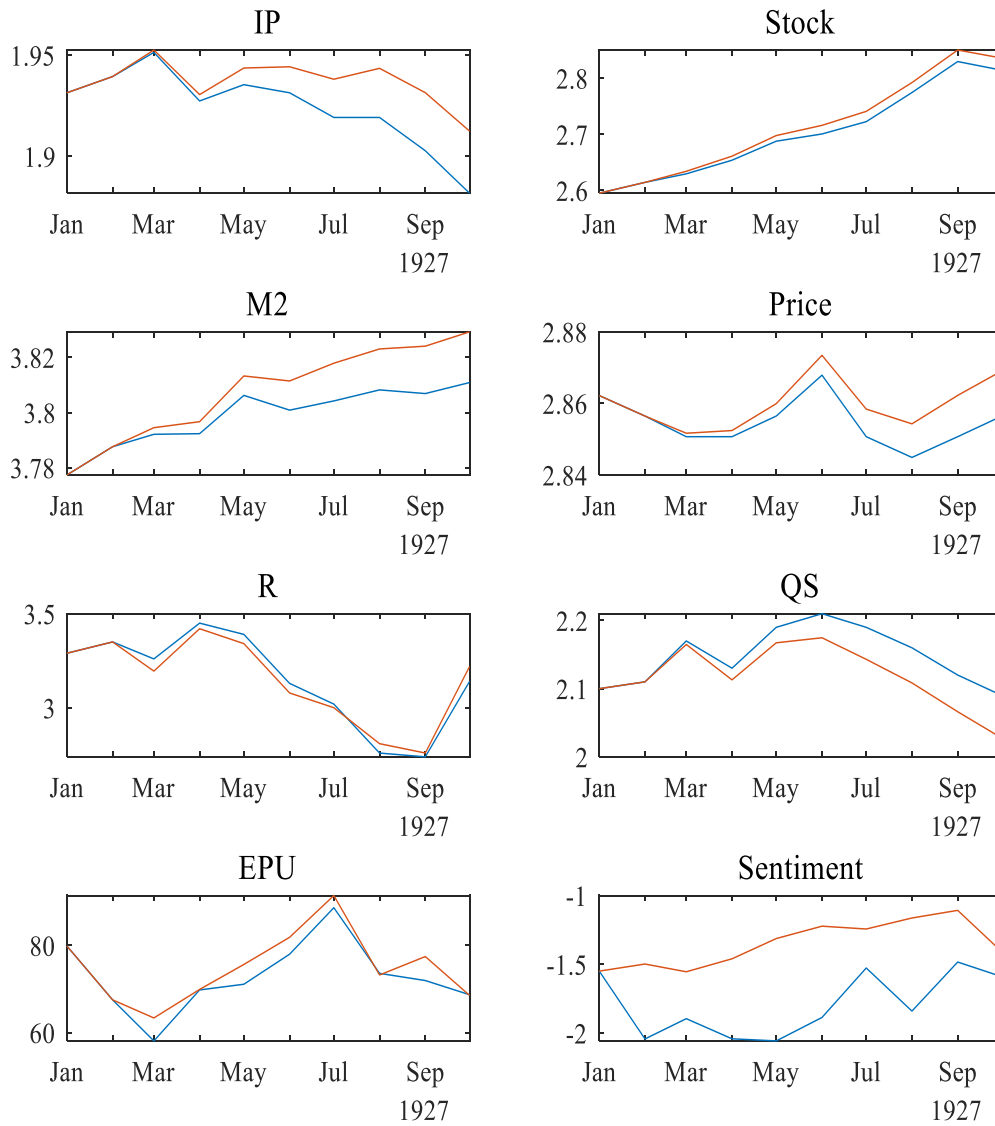 IP
1.95
1.9
Jan Mar May Jul Sep
1927
Stock
2.8
2.7
2.6
Jan Mar May Jul Sep
1927
M2
3.82
3.8
3.78
Jan Mar May Jul Sep
1927
Price
2.88
2.86
2.84
Jan Mar May Jul Sep
1927
R
3.5
3
Jan Mar May Jul Sep
1927
QS
2.2
2.1
2
Jan Mar May Jul Sep
1927
EPU
80
60
Jan Mar May Jul Sep
1927
Sentiment
-1
-1.5
-2
Jan Mar May Jul Sep
1927